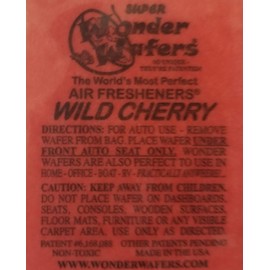 SUPER
Wonder
Wafers®
The World's Most Perfect
AIR FRESHENERS®
WILD CHERRY
DIRECTIONS: FOR AUTO USE - REMOVE
WAFER FROM BAG. PLACE WAFER UNDER
FRONT AUTO SEAT ONLY. WONDER
WAFERS ARE ALSO PERFECT TO USE IN
HOME - OFFICE - BOAT - RV - PRACTICALLY ANYWHERE!...
CAUTION: KEEP AWAY FROM CHILDREN.
DO NOT PLACE WAFER ON DASHBOARDS,
SEATS, CONSOLES, WOODEN SURFACES,
FLOOR MATS, FURNITURE OR ANY VISIBLE
CARPET AREA. USE ONLY AS DIRECTED.
PATENT #6,169,085 OTHER PATENTS PENDING
NON-TOXIC MADE IN THE USA
WWW.WONDERWAFERS.COM